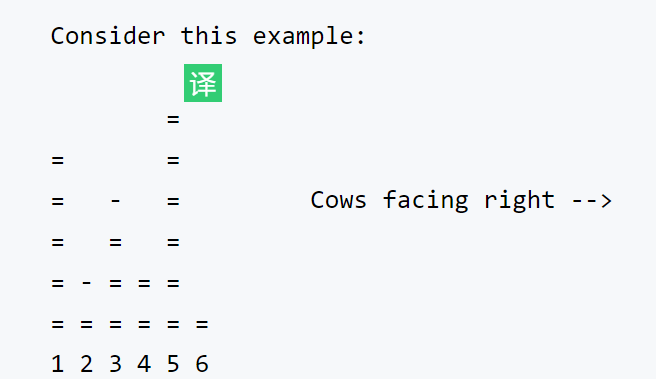 Consider this example:
译
        =
=       =
=   -   =         Cows facing right -->
=   =   =
= - = = =
= = = = = =
1 2 3 4 5 6